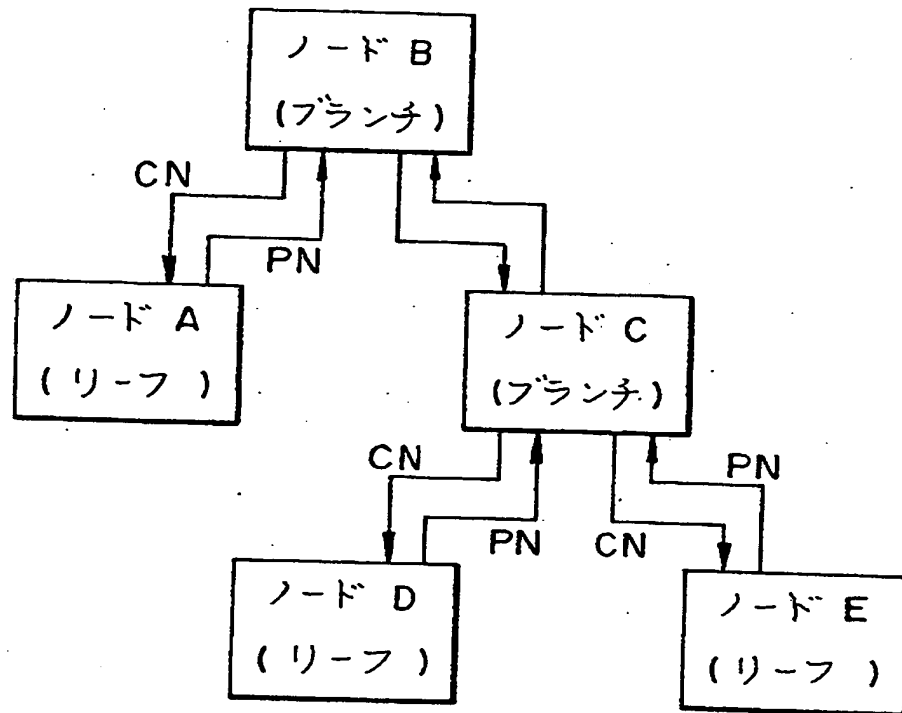 ノード B
(ブランチ)
CN
PN
ノード A
(リーフ)
ノード C
(ブランチ)
CN
PN
PN
CN
ノード D
(リーフ)
ノード E
(リーフ)